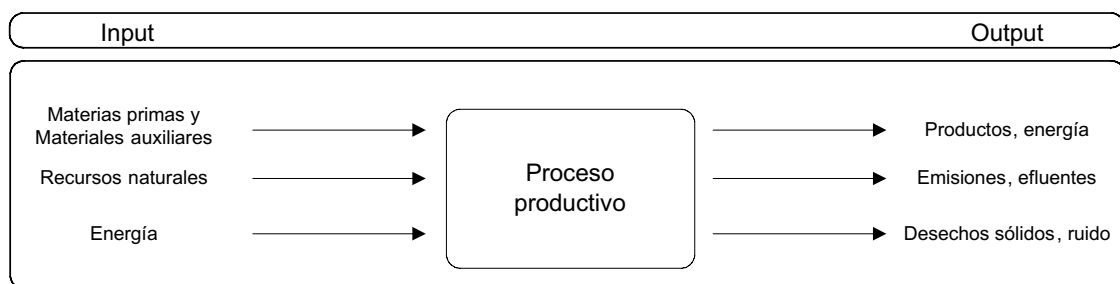 Input
Output
Materias primas y
Materiales auxiliares
Recursos naturales
Energía
Proceso
productivo
Productos, energía
Emisiones, efluentes
Desechos sólidos, ruido